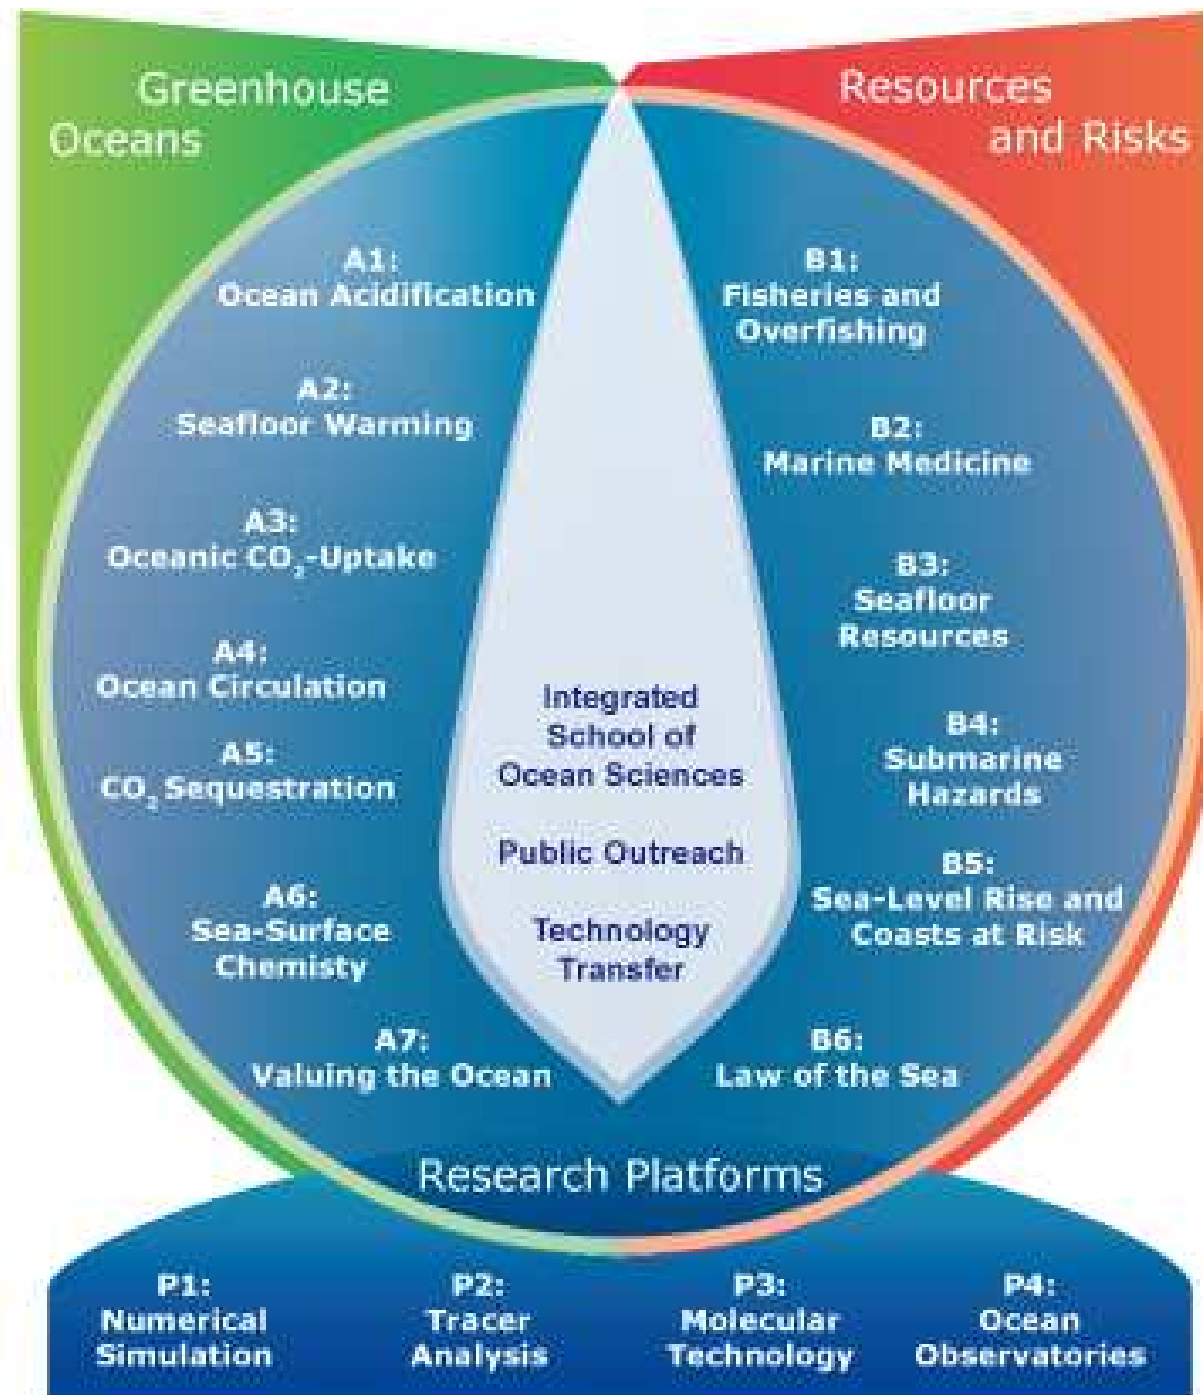 Greenhouse
Oceans
Resources
and Risks
A1:
Ocean Acidification
A2:
Seafloor Warming
A3:
Oceanic CO₂-Uptake
A4:
Ocean Circulation
A5:
CO₂ Sequestration
A6:
Sea-Surface
Chemisty
A7:
Valuing the Ocean
Integrated
School of
Ocean Sciences
Public Outreach
Technology
Transfer
B1:
Fisheries and
Overfishing
B2:
Marine Medicine
B3:
Seafloor
Resources
B4:
Submarine
Hazards
B5:
Sea-Level Rise and
Coasts at Risk
B6:
Law of the Sea
Research Platforms
P1:
Numerical
Simulation
P2:
Tracer
Analysis
P3:
Molecular
Technology
P4:
Ocean
Observatories